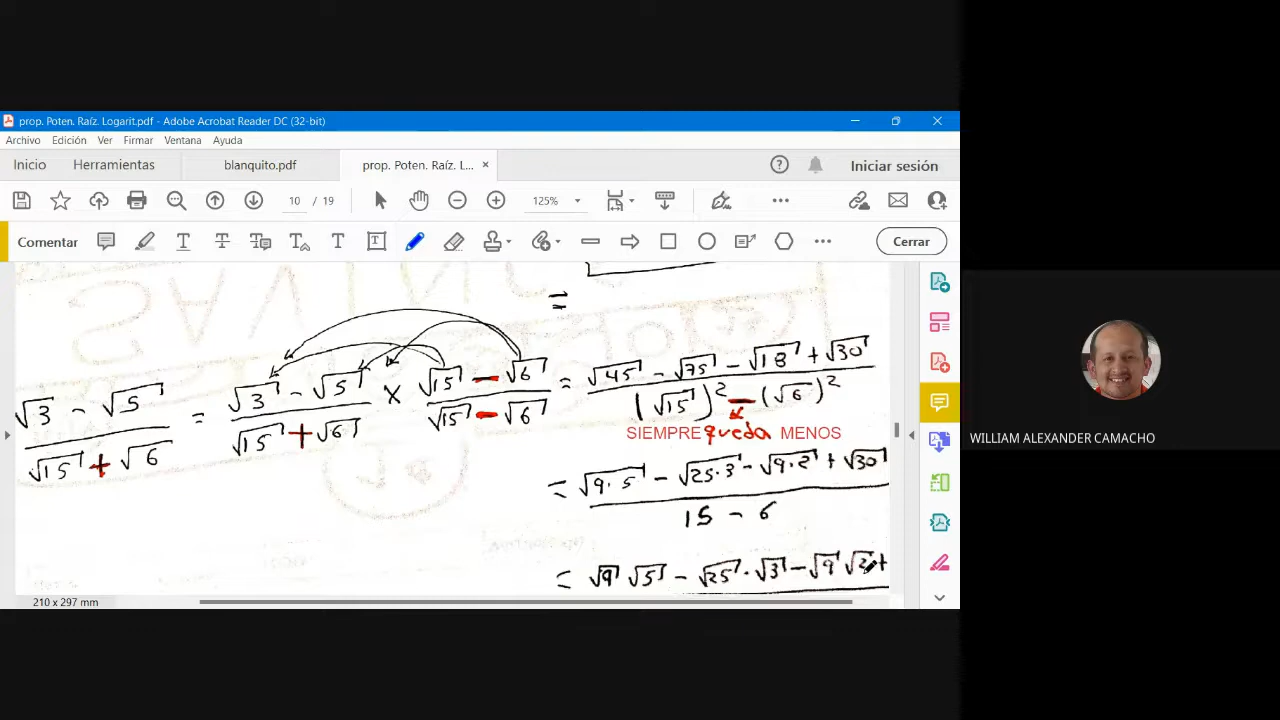 prop. Poten. Raíz. Logarit.pdf - Adobe Acrobat Reader DC (32-bit)
Archivo Edición Ver Firmar Ventana Ayuda
Inicio Herramientas blanquito.pdf prop. Poten. Raíz. L... × Iniciar sesión
10 / 19 125%
Comentar Cerrar
=
(√3 - √5)/(√15 + √6) = (√3 - √5)/(√15 + √6) × (√15 - √6)/(√15 - √6) = (√45 - √75 - √18 + √30)/((√15)² - (√6)²)
SIEMPRE queda MENOS
= (√9·5 - √25·3 - √9·2 + √30)/(15 - 6)
= √9 √5 - √25 · √3 - √9 √2 +
210 x 297 mm
WILLIAM ALEXANDER CAMACHO